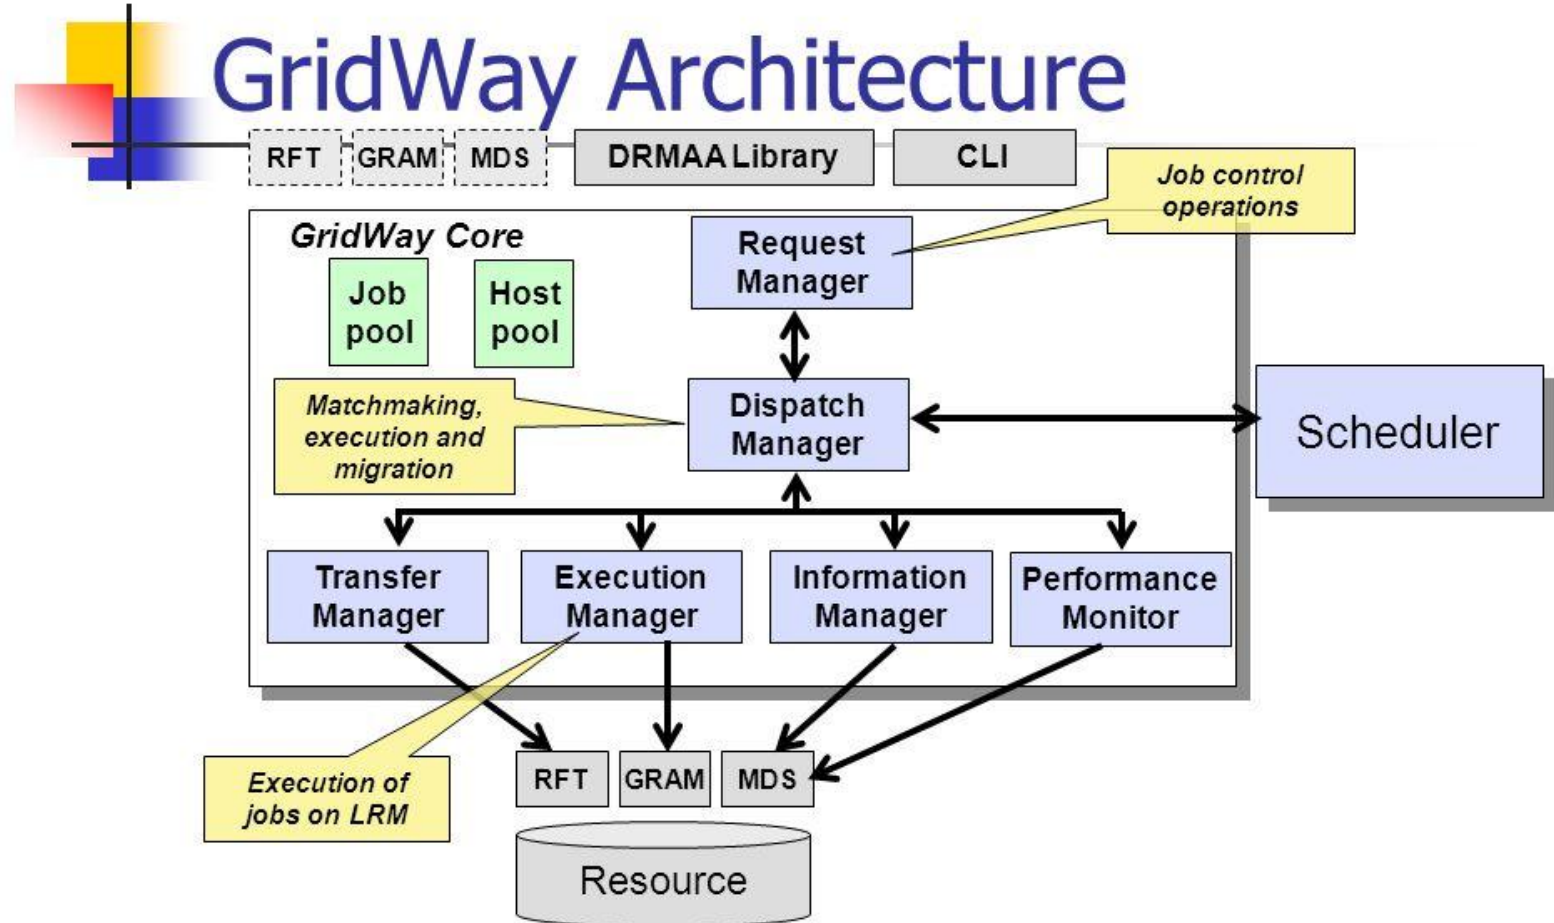 GridWay Architecture
RFT
GRAM
MDS
DRMAA Library
CLI
Job control
operations
GridWay Core
Request
Manager
Job
pool
Host
pool
Matchmaking,
execution and
migration
Dispatch
Manager
Scheduler
Transfer
Manager
Execution
Manager
Information
Manager
Performance
Monitor
Execution of
jobs on LRM
RFT
GRAM
MDS
Resource